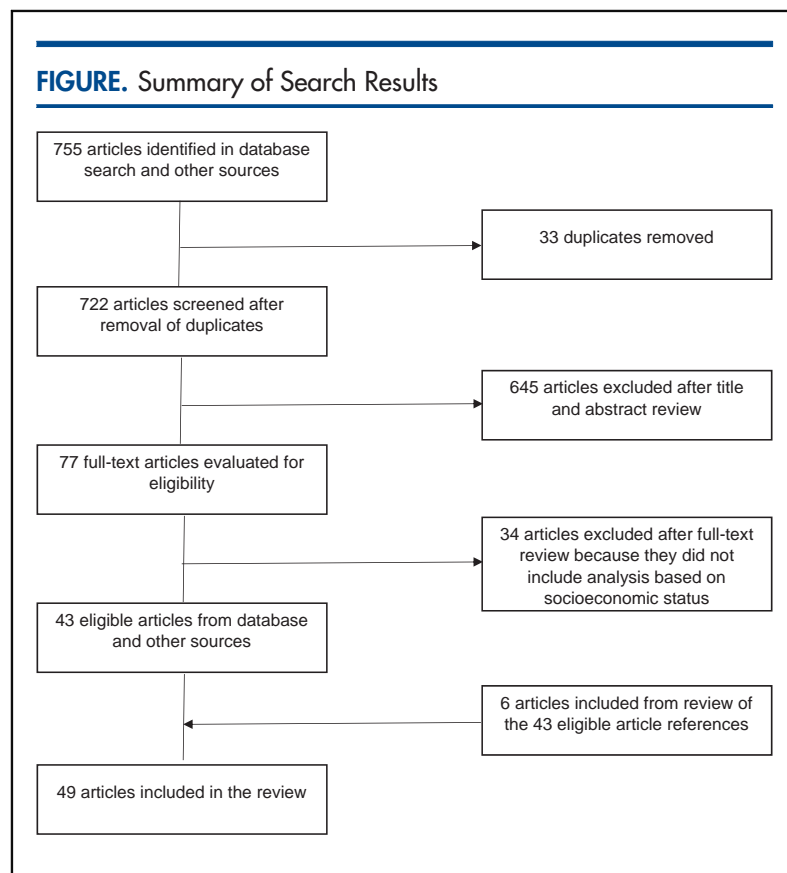 FIGURE. Summary of Search Results
755 articles identified in database
search and other sources
33 duplicates removed
722 articles screened after
removal of duplicates
645 articles excluded after title
and abstract review
77 full-text articles evaluated for
eligibility
34 articles excluded after full-text
review because they did not
include analysis based on
socioeconomic status
43 eligible articles from database
and other sources
6 articles included from review of
the 43 eligible article references
49 articles included in the review